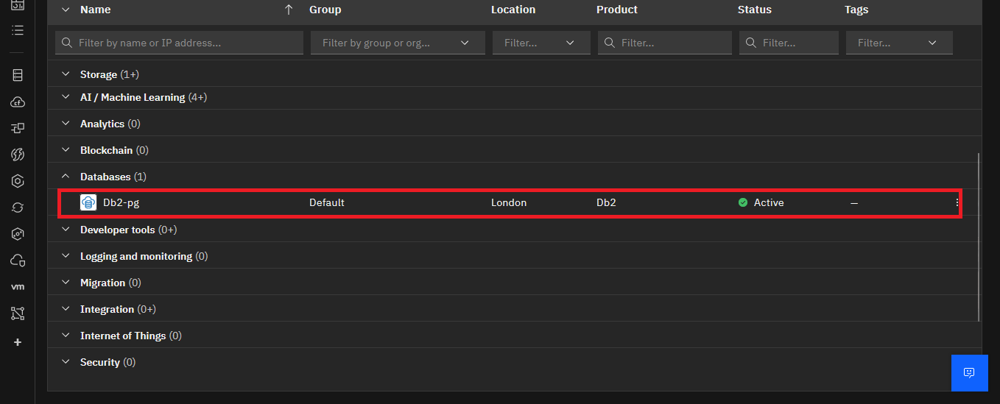 Name Group Location Product Status Tags
Filter by name or IP address... Filter by group or org... Filter... Filter... Filter... Filter...
Storage (1+)
AI / Machine Learning (4+)
Analytics (0)
Blockchain (0)
Databases (1)
Db2-pg Default London Db2 Active –
Developer tools (0+)
Logging and monitoring (0)
Migration (0)
Integration (0+)
Internet of Things (0)
Security (0)
cf
vm